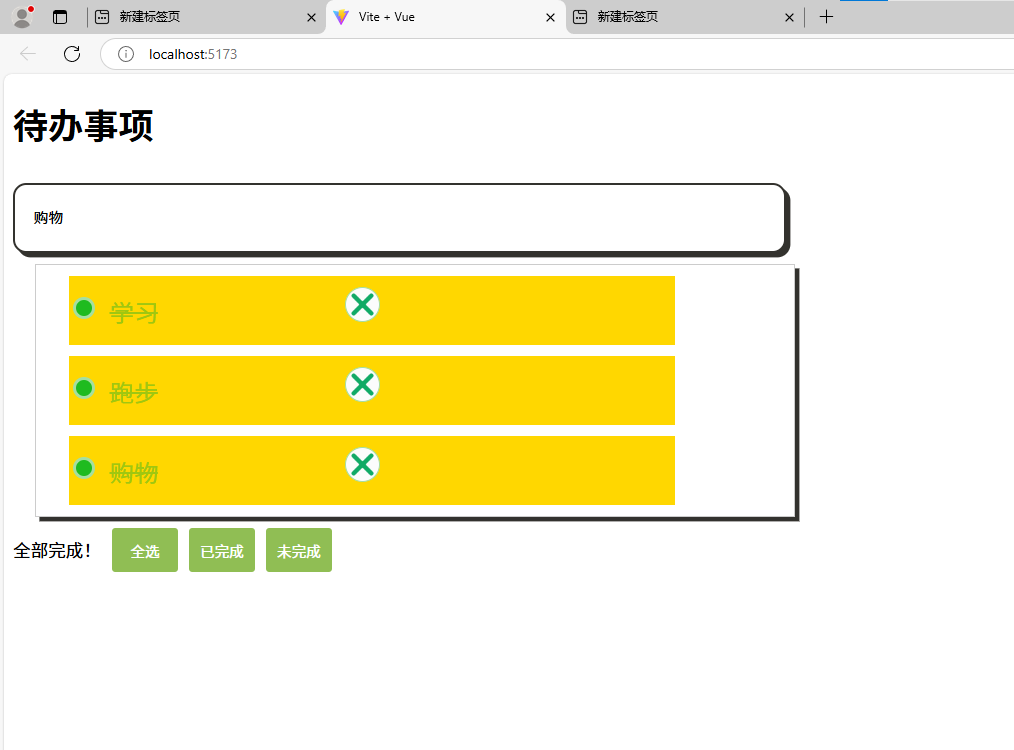 新建标签页
Vite + Vue
新建标签页
localhost:5173
待办事项
购物
学习
跑步
购物
全部完成！ 全选 已完成 未完成